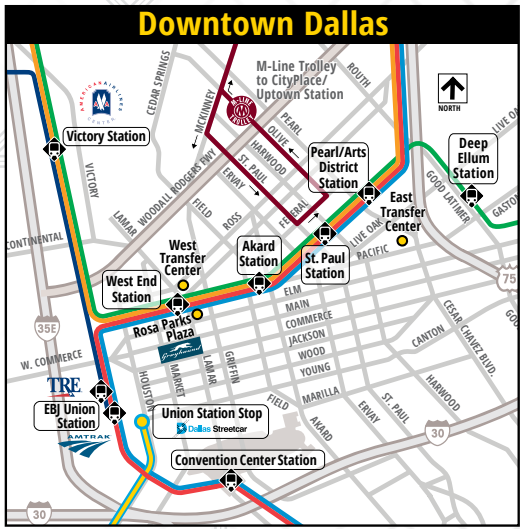 Downtown Dallas
M-Line Trolley
to CityPlace/
Uptown Station
AMERICAN AIRLINES
CENTER
CEDAR SPRINGS
MCKINNEY
M-LINE
TROLLEY
ROUTH
NORTH
LIVE OAK
Victory Station
PEARL
OLIVE
HARWOOD
ST. PAUL
ERVAY
WOODALL RODGERS FWY
Pearl/Arts
District
Station
Deep
Ellum
Station
VICTORY
LAMAR
FIELD
ROSS
FEDERAL
LIVE OAK
GOOD LATIMER
GASTON
CONTINENTAL
East
Transfer
Center
PACIFIC
West
Transfer
Center
Akard
Station
St. Paul
Station
West End
Station
75
ELM
MAIN
COMMERCE
JACKSON
WOOD
YOUNG
MARILLA
Rosa Parks
Plaza
Greyhound
35E
W. COMMERCE
HOUSTON
MARKET
LAMAR
GRIFFIN
CESAR CHAVEZ BLVD.
CANTON
TRE
EBJ Union
Station
AMTRAK
Union Station Stop
Dallas Streetcar
FIELD
AKARD
ERVAY
ST. PAUL
HARWOOD
30
Convention Center Station
30